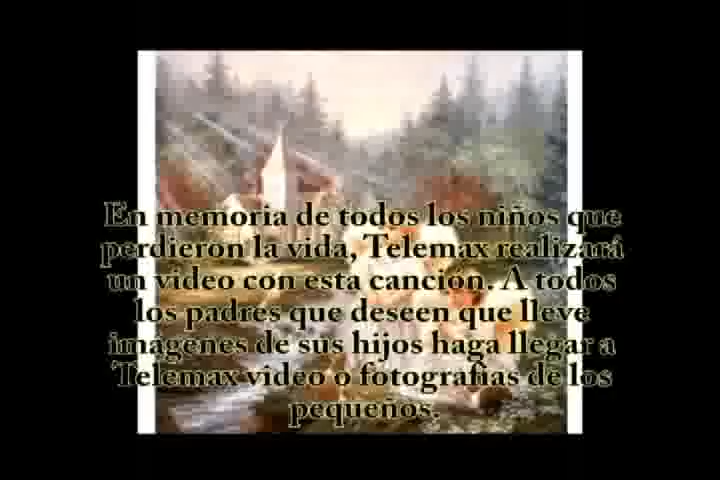 En memoria de todos los niños que
perdieron la vida, Telemax realizará
un video con esta canción. A todos
los padres que deseen que lleve
imágenes de sus hijos haga llegar a
Telemax video o fotografias de los
pequeños.